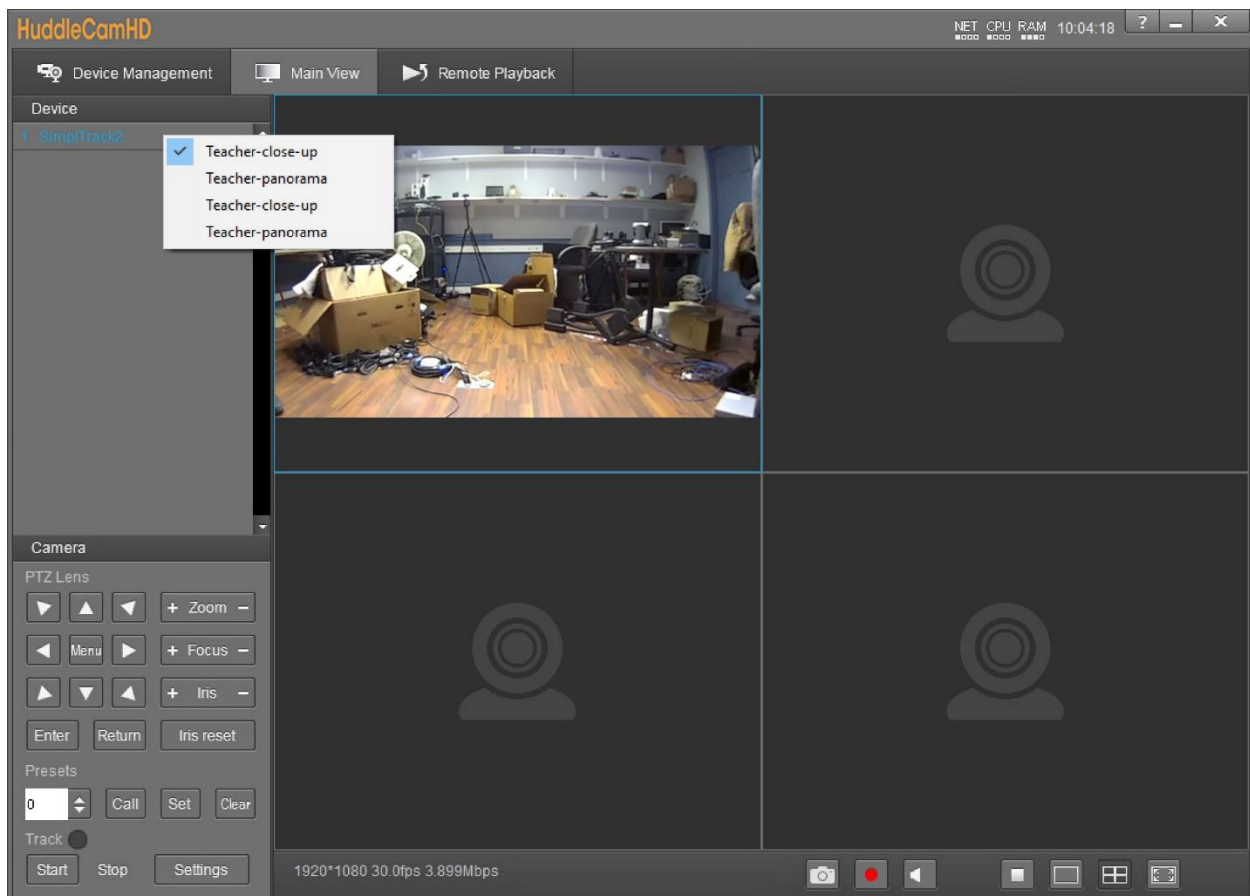 HuddleCamHD
NET CPU RAM 10:04:18 ? – X
Device Management Main View Remote Playback
Device
1 SimplTrack2
Teacher-close-up
Teacher-panorama
Teacher-close-up
Teacher-panorama
Camera
PTZ Lens
+ Zoom –
Menu + Focus –
+ Iris –
Enter Return Iris reset
Presets
0 Call Set Clear
Track
Start Stop Settings 1920*1080 30.0fps 3.899Mbps